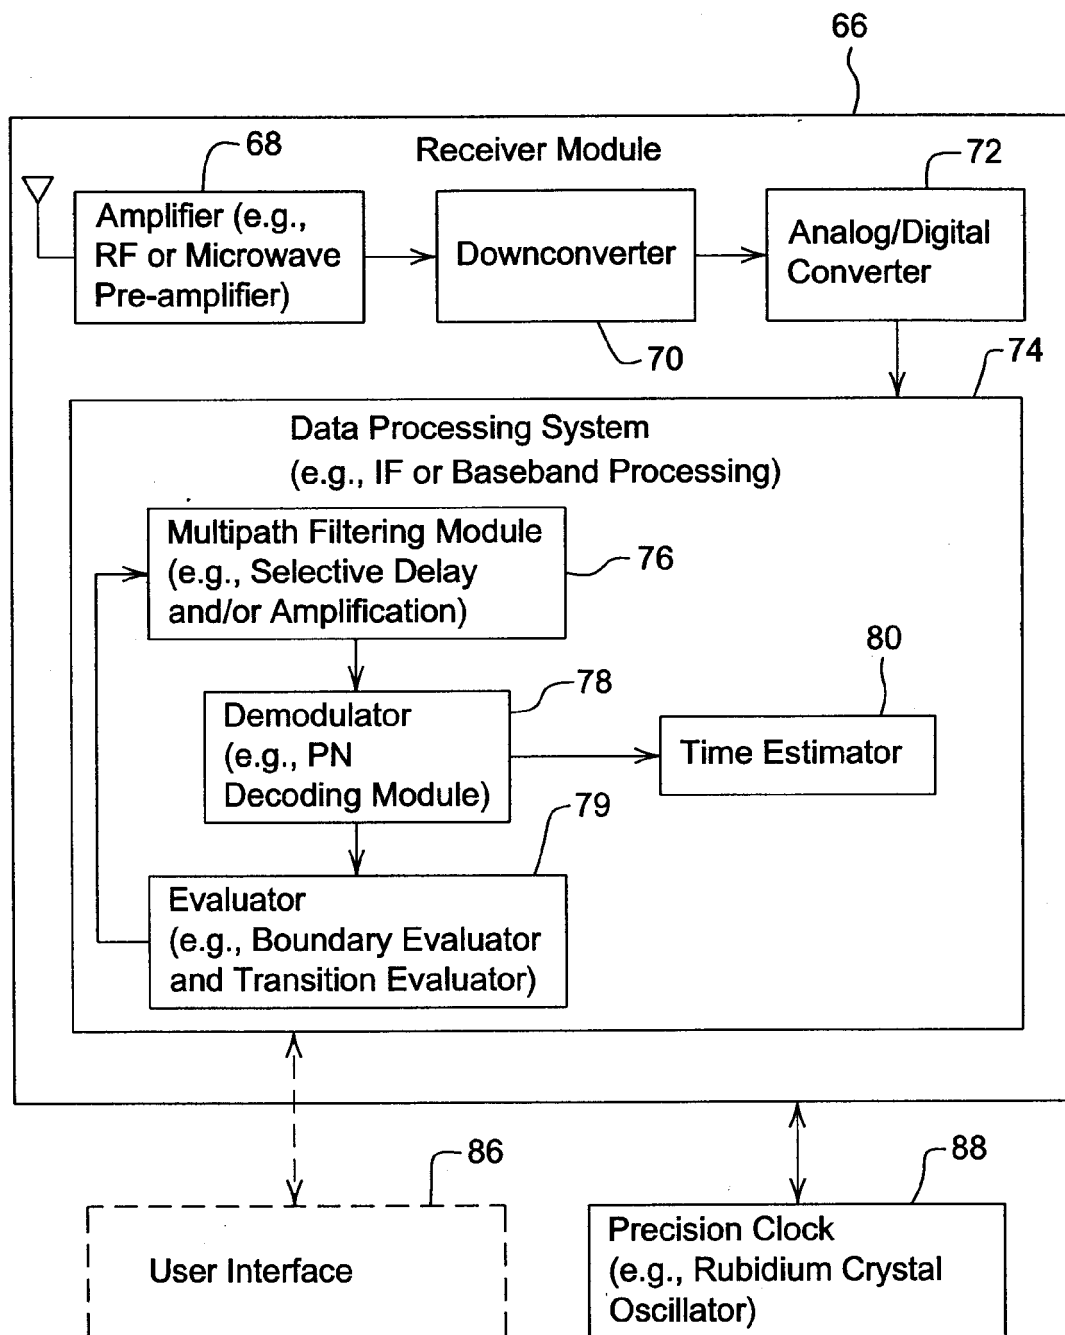 66
Receiver Module
68
72
Amplifier (e.g.,
RF or Microwave
Pre-amplifier)
Downconverter
Analog/Digital
Converter
70
74
Data Processing System
(e.g., IF or Baseband Processing)
Multipath Filtering Module
(e.g., Selective Delay
and/or Amplification)
76
78
80
Demodulator
(e.g., PN
Decoding Module)
Time Estimator
79
Evaluator
(e.g., Boundary Evaluator
and Transition Evaluator)
86
88
User Interface
Precision Clock
(e.g., Rubidium Crystal
Oscillator)